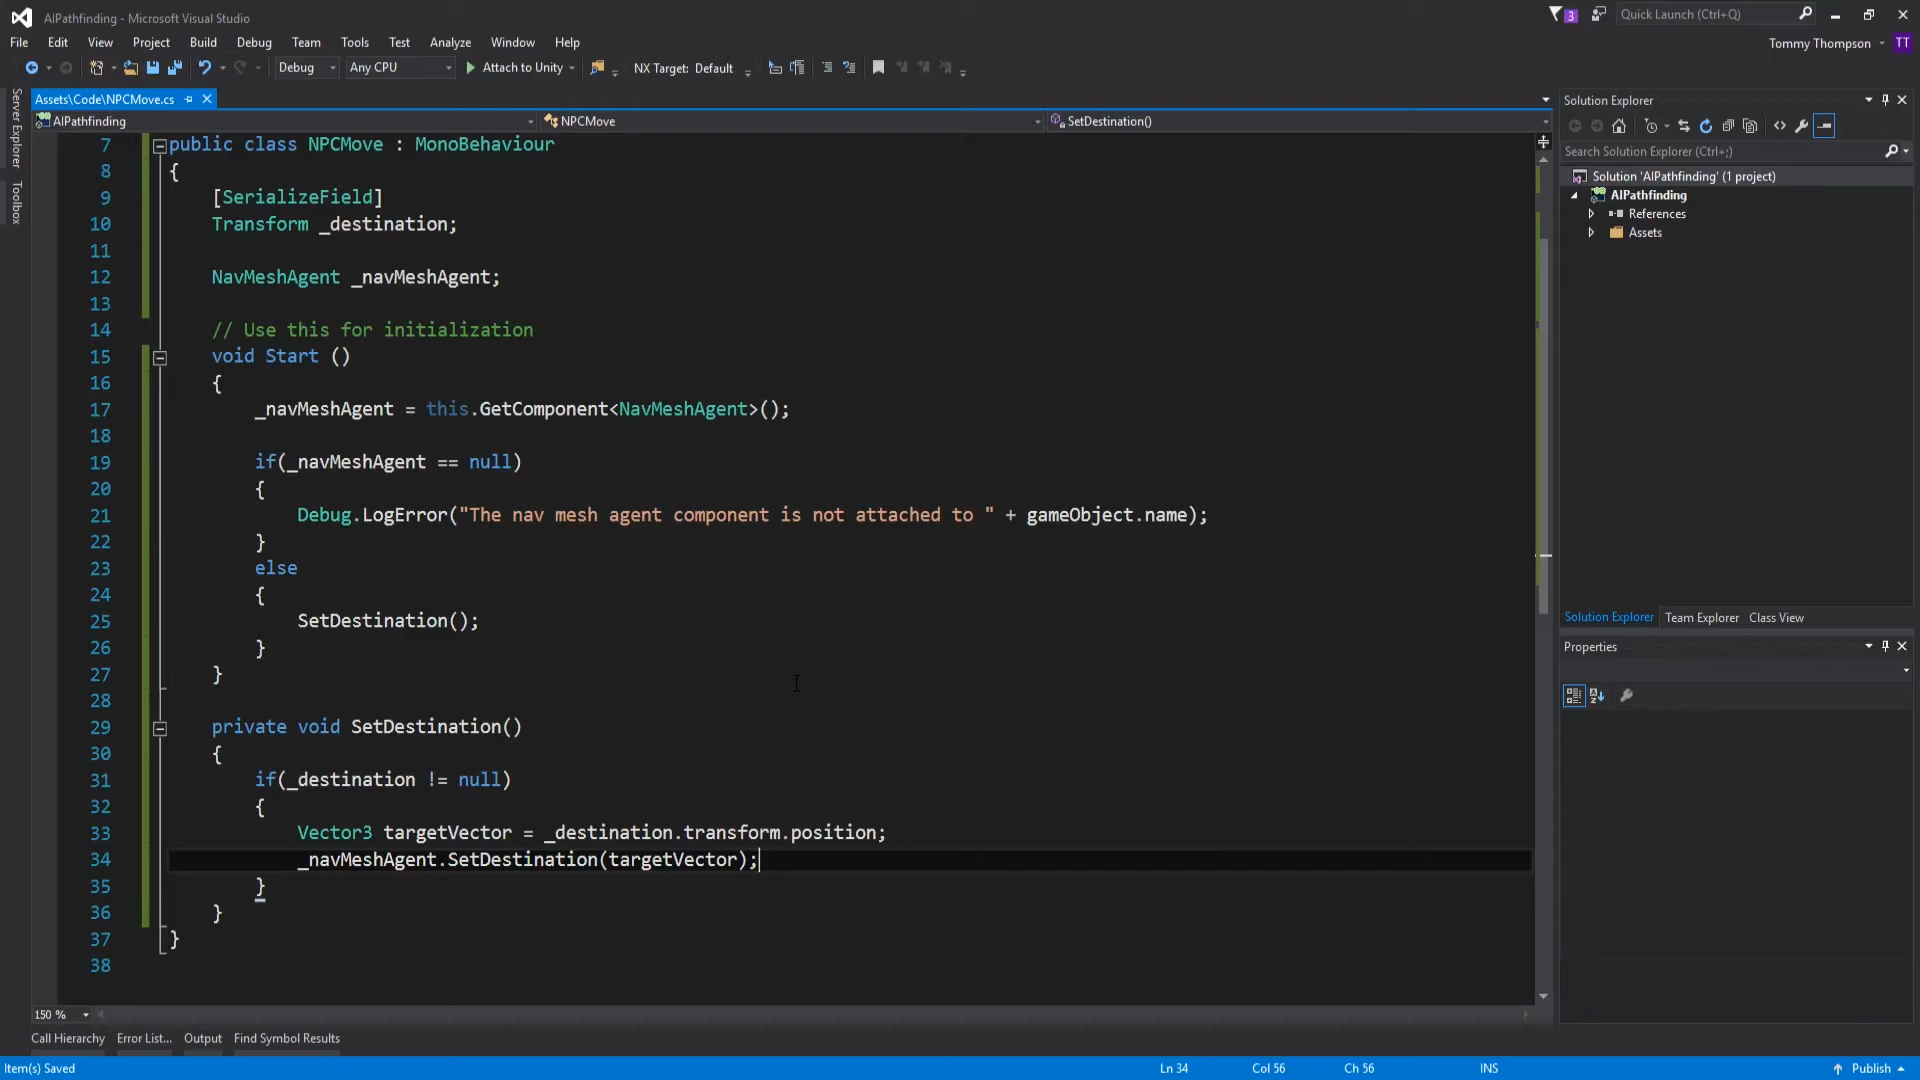 AIPathfinding - Microsoft Visual Studio
3
Quick Launch (Ctrl+Q)
File Edit View Project Build Debug Team Tools Test Analyze Window Help
Tommy Thompson TT
Debug Any CPU Attach to Unity NX Target: Default
Server Explorer
Toolbox
Assets\Code\NPCMove.cs
AIPathfinding NPCMove SetDestination()
7 public class NPCMove : MonoBehaviour
8 {
9 [SerializeField]
10 Transform _destination;
11
12 NavMeshAgent _navMeshAgent;
13
14 // Use this for initialization
15 void Start ()
16 {
17 _navMeshAgent = this.GetComponent<NavMeshAgent>();
18
19 if(_navMeshAgent == null)
20 {
21 Debug.LogError("The nav mesh agent component is not attached to " + gameObject.name);
22 }
23 else
24 {
25 SetDestination();
26 }
27 }
28
29 private void SetDestination()
30 {
31 if(_destination != null)
32 {
33 Vector3 targetVector = _destination.transform.position;
34 _navMeshAgent.SetDestination(targetVector);
35 }
36 }
37 }
38
150 %
Solution Explorer
Search Solution Explorer (Ctrl+;)
Solution 'AIPathfinding' (1 project)
AIPathfinding
References
Assets
Solution Explorer Team Explorer Class View
Properties
Call Hierarchy Error List... Output Find Symbol Results
Item(s) Saved Ln 34 Col 56 Ch 56 INS Publish